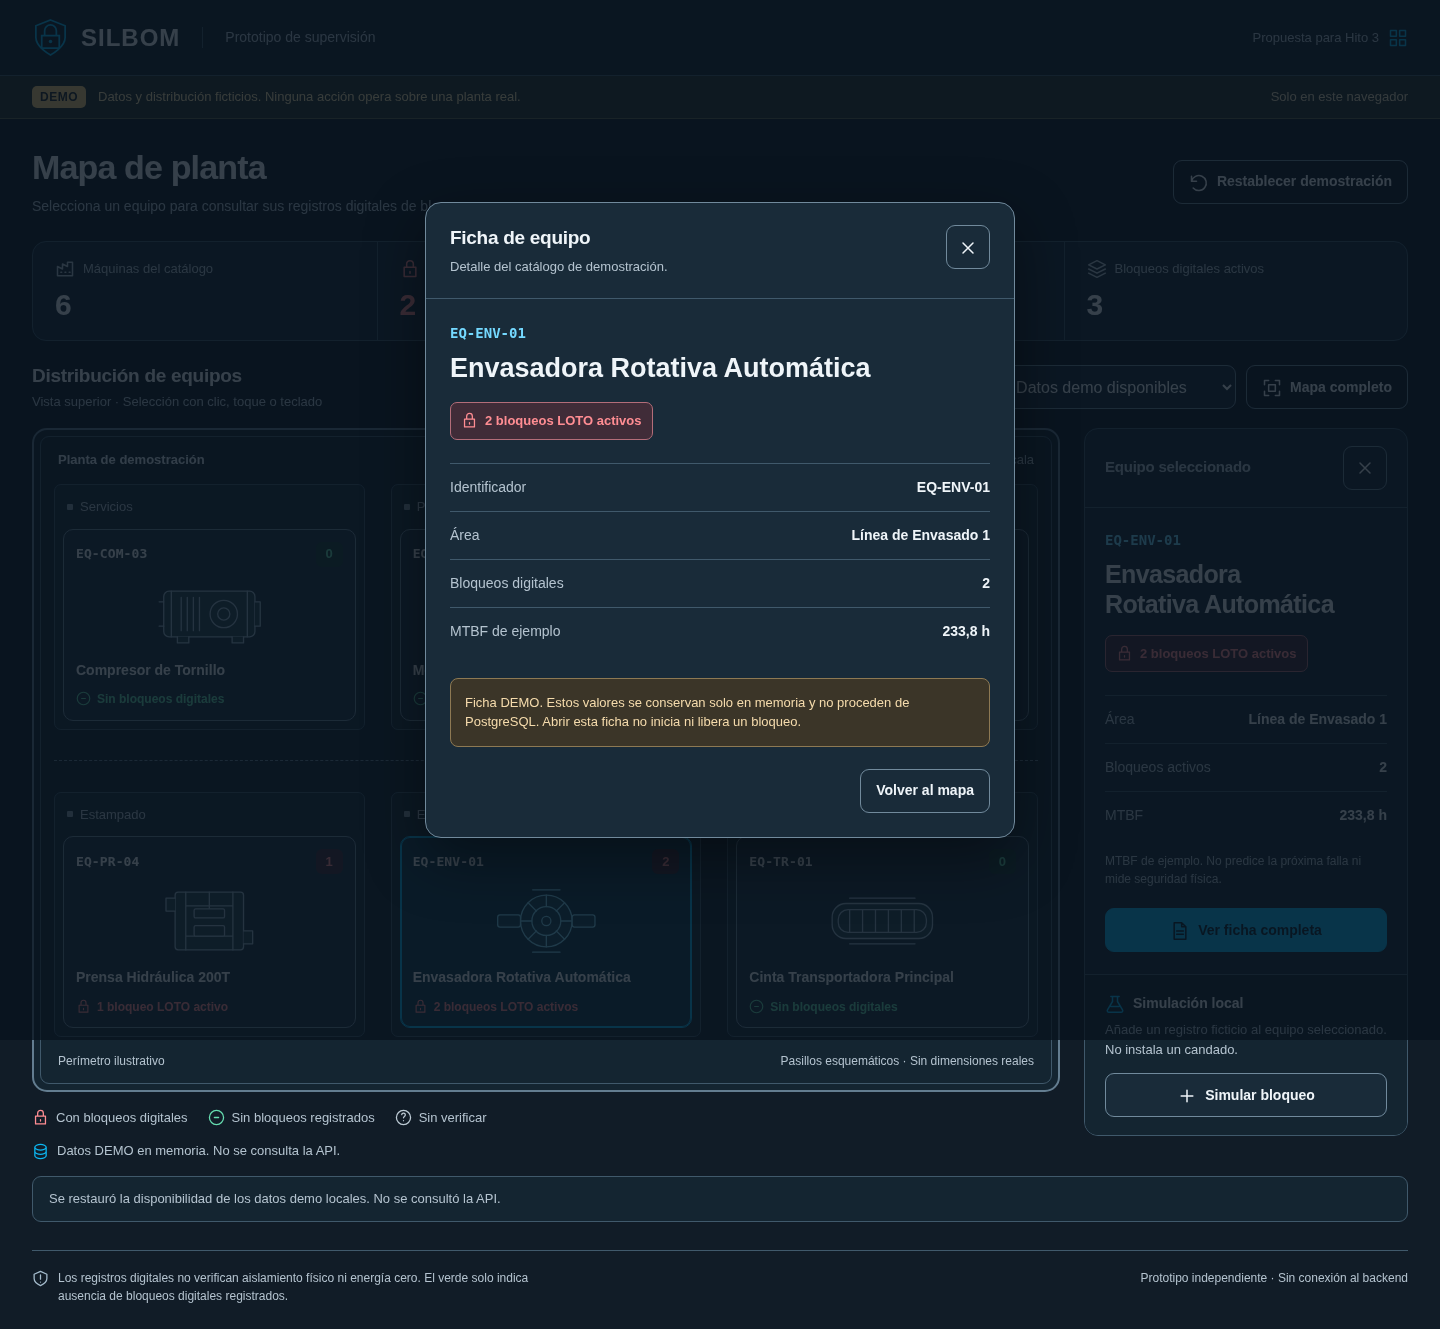 SILBOM
Prototipo de supervisión
Propuesta para Hito 3
DEMO
Datos y distribución ficticios. Ninguna acción opera sobre una planta real.
Solo en este navegador
Mapa de planta
Selecciona un equipo para consultar sus registros digitales de
Restablecer demostración
Máquinas del catálogo
6
2
Bloqueos digitales activos
3
Distribución de equipos
Vista superior · Selección con clic, toque o teclado
Datos demo disponibles
Mapa completo
Ficha de equipo
Detalle del catálogo de demostración.
EQ-ENV-01
Envasadora Rotativa Automática
2 bloqueos LOTO activos
Identificador
EQ-ENV-01
Área
Línea de Envasado 1
Bloqueos digitales
2
MTBF de ejemplo
233,8 h
Ficha DEMO. Estos valores se conservan solo en memoria y no proceden de
PostgreSQL. Abrir esta ficha no inicia ni libera un bloqueo.
Volver al mapa
Planta de demostración
Servicios
EQ-COM-03
0
Compresor de Tornillo
Sin bloqueos digitales
Estampado
EQ-PR-04
1
Prensa Hidráulica 200T
1 bloqueo LOTO activo
EQ-ENV-01
2
Envasadora Rotativa Automática
2 bloqueos LOTO activos
EQ-TR-01
0
Cinta Transportadora Principal
Sin bloqueos digitales
Perímetro ilustrativo
Pasillos esquemáticos · Sin dimensiones reales
Equipo seleccionado
EQ-ENV-01
Envasadora
Rotativa Automática
2 bloqueos LOTO activos
Área
Línea de Envasado 1
Bloqueos activos
2
MTBF
233,8 h
MTBF de ejemplo. No predice la próxima falla ni
mide seguridad física.
Ver ficha completa
Simulación local
Añade un registro ficticio al equipo seleccionado.
No instala un candado.
Simular bloqueo
Con bloqueos digitales
Sin bloqueos registrados
Sin verificar
Datos DEMO en memoria. No se consulta la API.
Se restauró la disponibilidad de los datos demo locales. No se consultó la API.
Los registros digitales no verifican aislamiento físico ni energía cero. El verde solo indica
ausencia de bloqueos digitales registrados.
Prototipo independiente · Sin conexión al backend